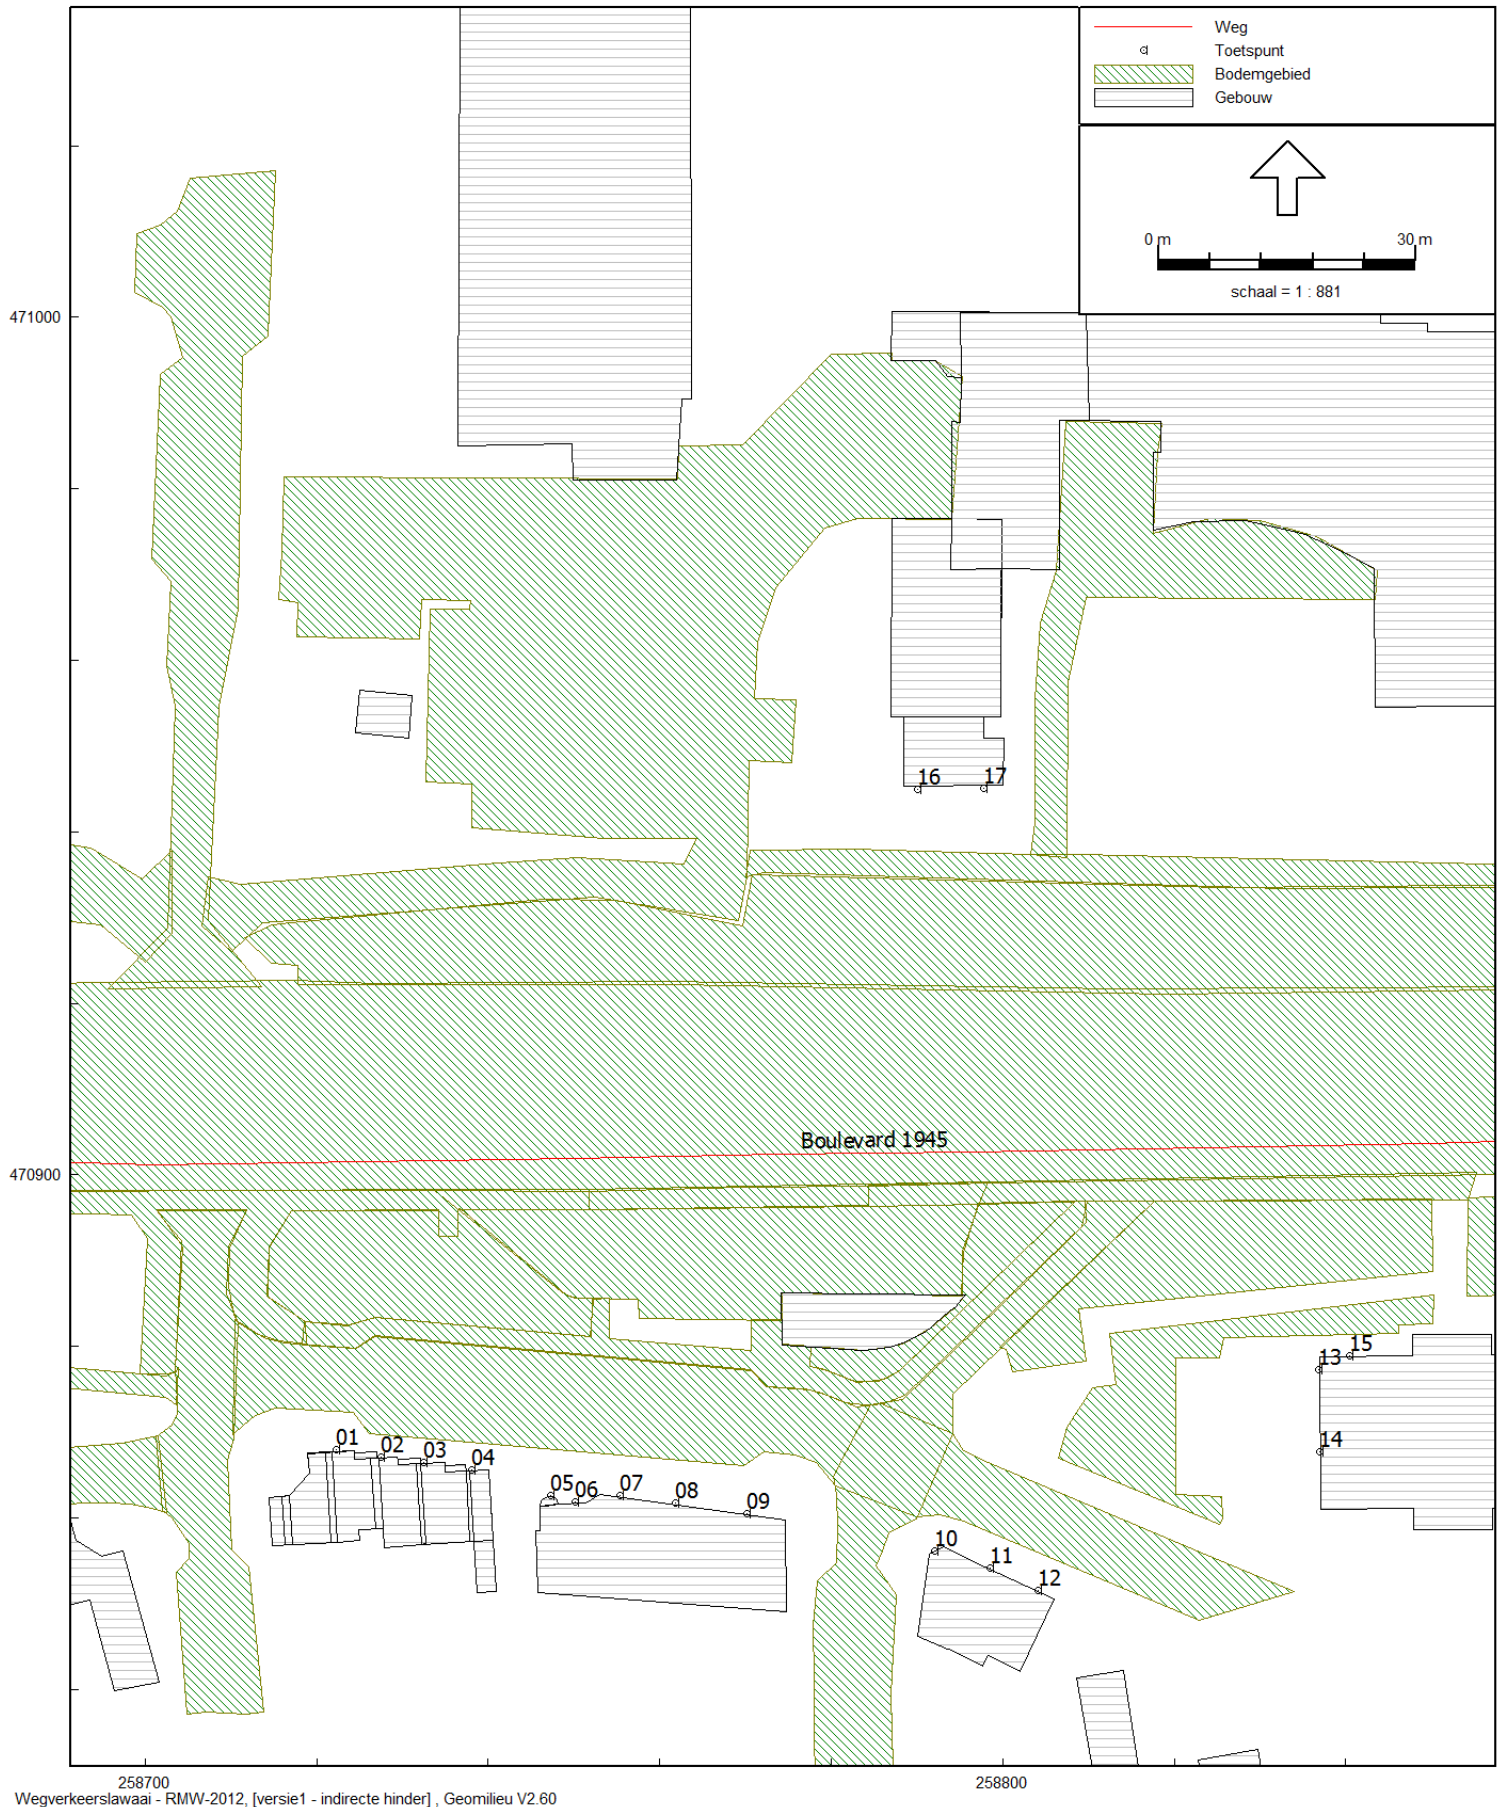 Weg
Toetspunt
Bodemgebied
Gebouw
0 m 30 m
schaal = 1 : 881
471000
16 17
Boulevard 1945
470900
15
13
01 02 03 04
14
05 06 07 08 09
10 11 12
258700 258800
Wegverkeerslawaai - RMW-2012, [versie1 - indirecte hinder] , Geomilieu V2.60